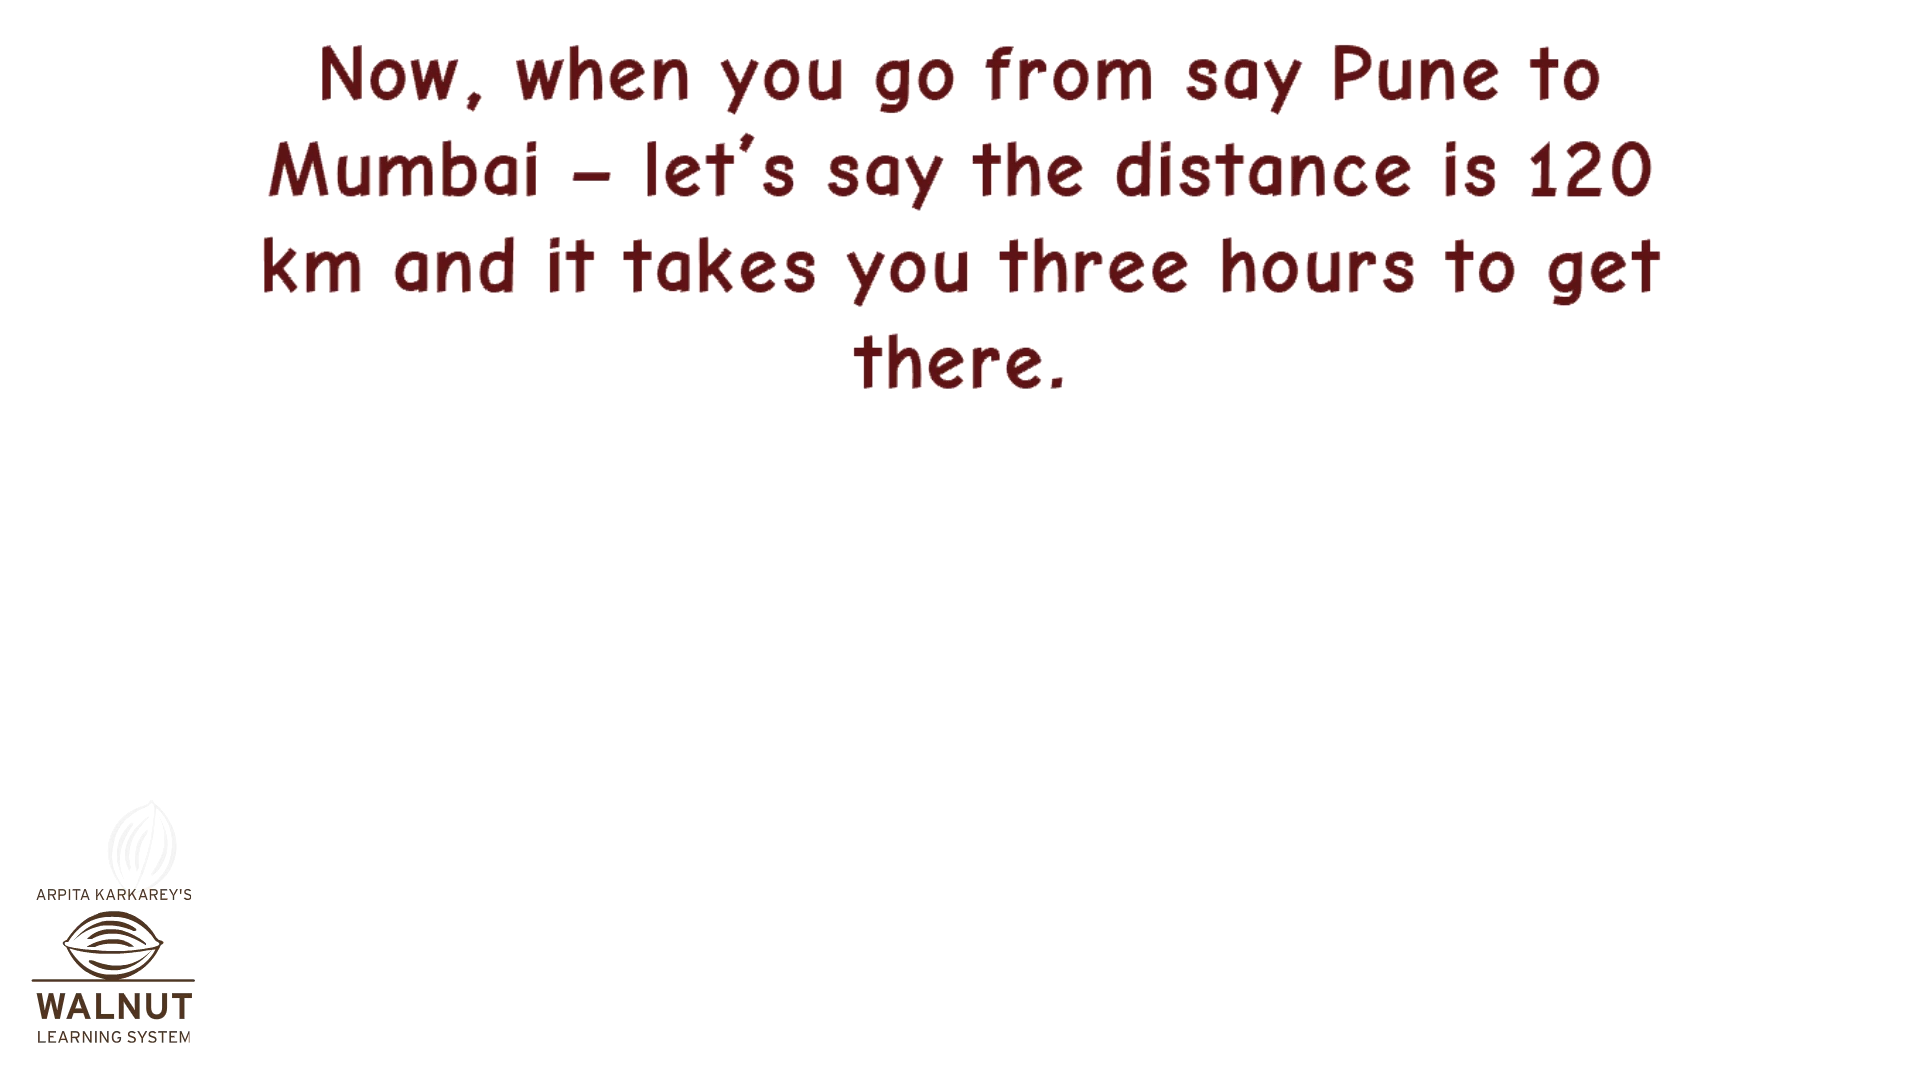 Now, when you go from say Pune to
Mumbai – let's say the distance is 120
km and it takes you three hours to get
there.
ARPITA KARKAREY'S
WALNUT
LEARNING SYSTEM